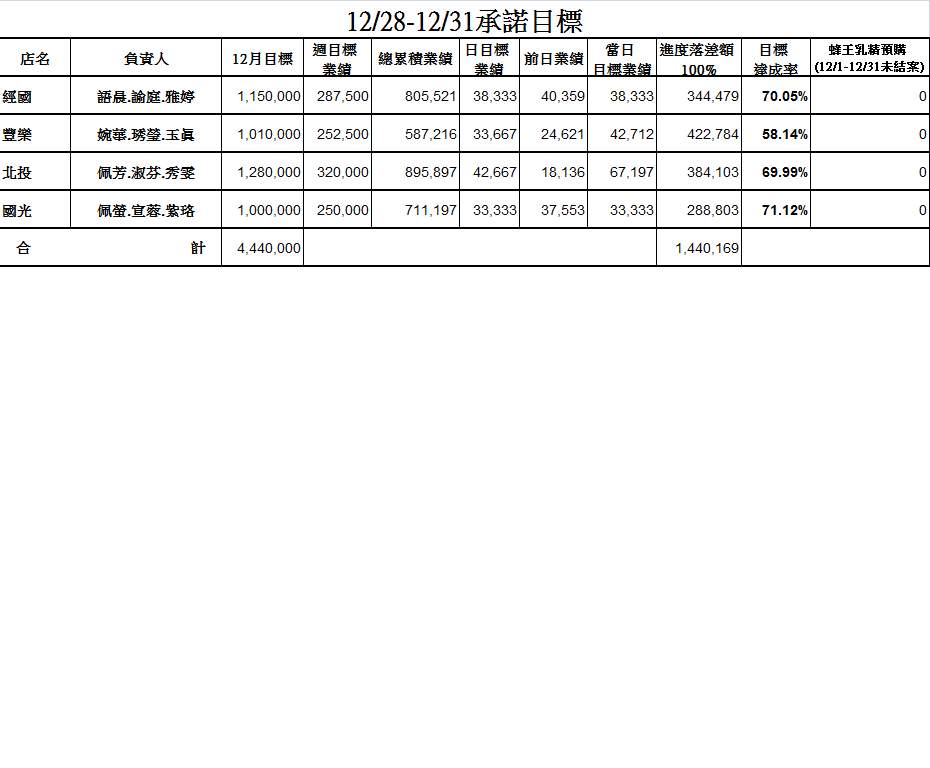 12/28-12/31承諾目標
店名 負責人 12月目標 週目標 業績 總累積業績 日目標 業績 前日業績 當日 目標業績 進度落差額 100% 目標 達成率 蜂王乳精預購 (12/1-12/31未結案)
經國 語晨.諭庭.雅婷 1,150,000 287,500 805,521 38,333 40,359 38,333 344,479 70.05% 0
豐樂 婉華.琇瑩.玉真 1,010,000 252,500 587,216 33,667 24,621 42,712 422,784 58.14% 0
北投 佩芳.淑芬.秀雯 1,280,000 320,000 895,897 42,667 18,136 67,197 384,103 69.99% 0
國光 佩螢.宣蓉.紫珞 1,000,000 250,000 711,197 33,333 37,553 33,333 288,803 71.12% 0
合 計 4,440,000 1,440,169